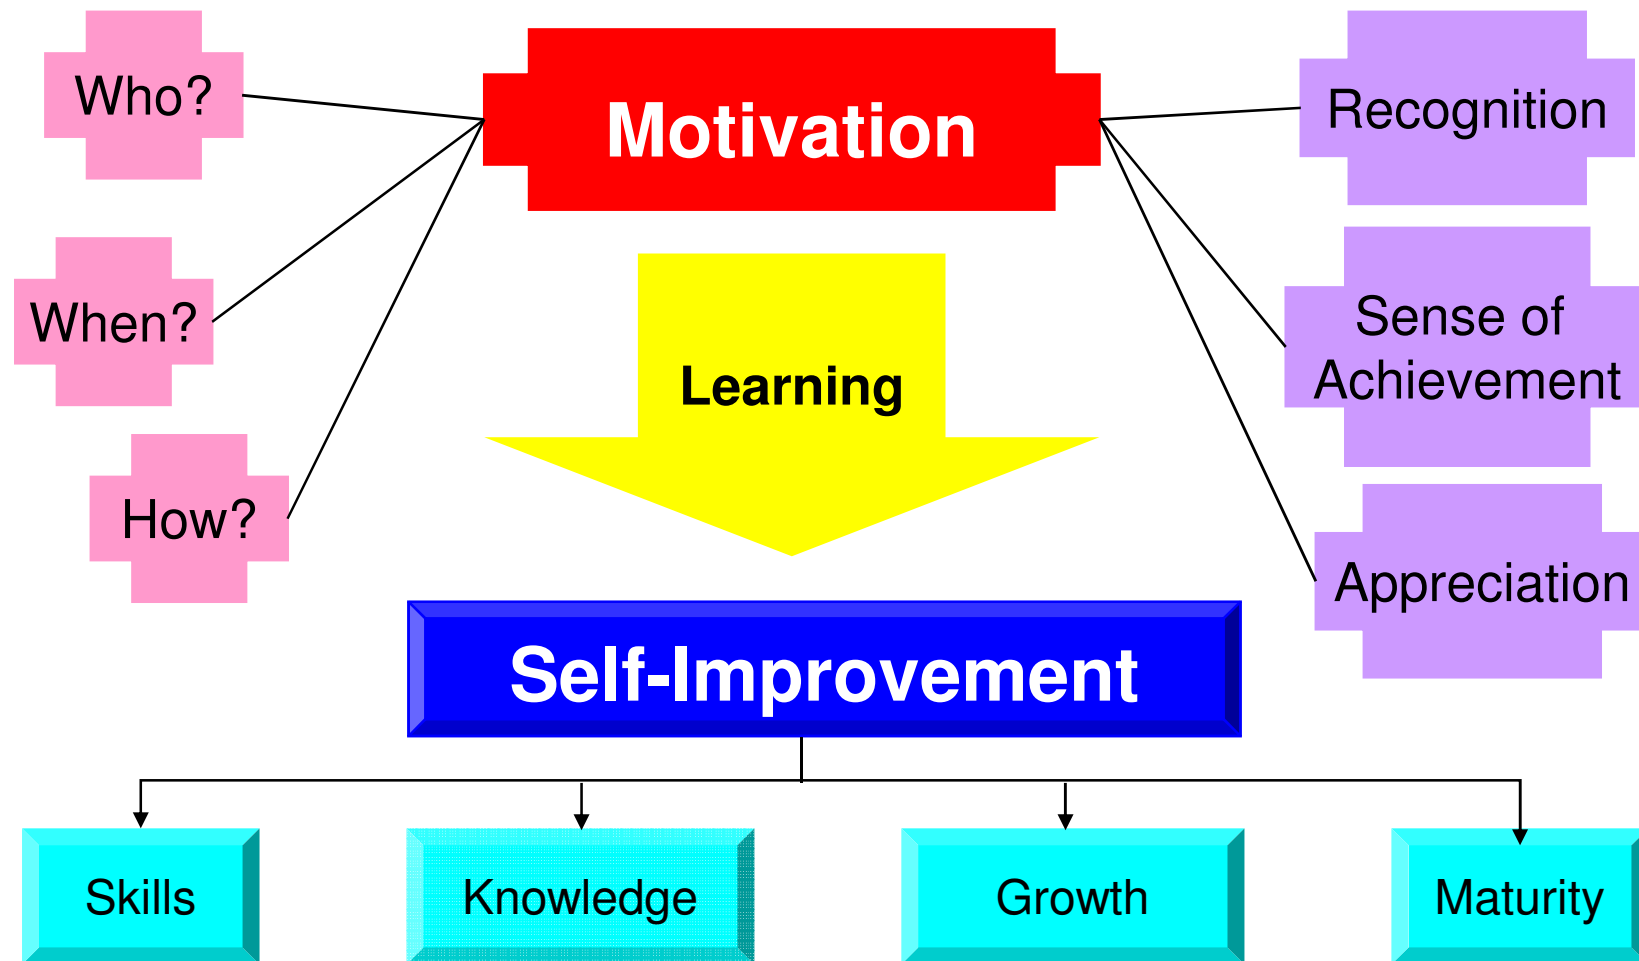 Who?
Motivation
Recognition
When?
Learning
Sense of
Achievement
How?
Appreciation
Self-Improvement
Skills
Knowledge
Growth
Maturity